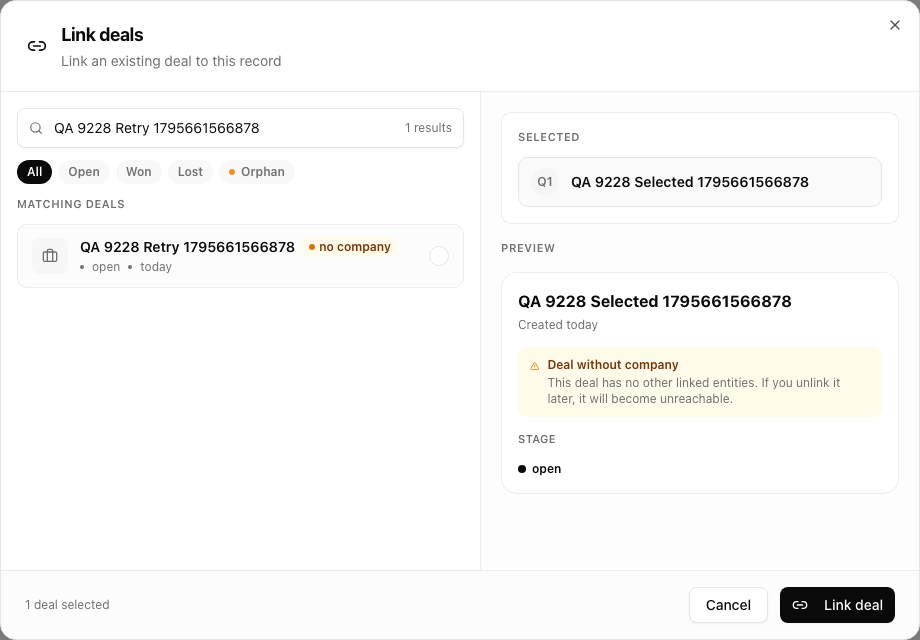 Link deals
Link an existing deal to this record
QA 9228 Retry 1795661566878
1 results
All
Open
Won
Lost
Orphan
MATCHING DEALS
QA 9228 Retry 1795661566878
no company
• open • today
SELECTED
Q1
QA 9228 Selected 1795661566878
PREVIEW
QA 9228 Selected 1795661566878
Created today
Deal without company
This deal has no other linked entities. If you unlink it
later, it will become unreachable.
STAGE
open
1 deal selected
Cancel
Link deal